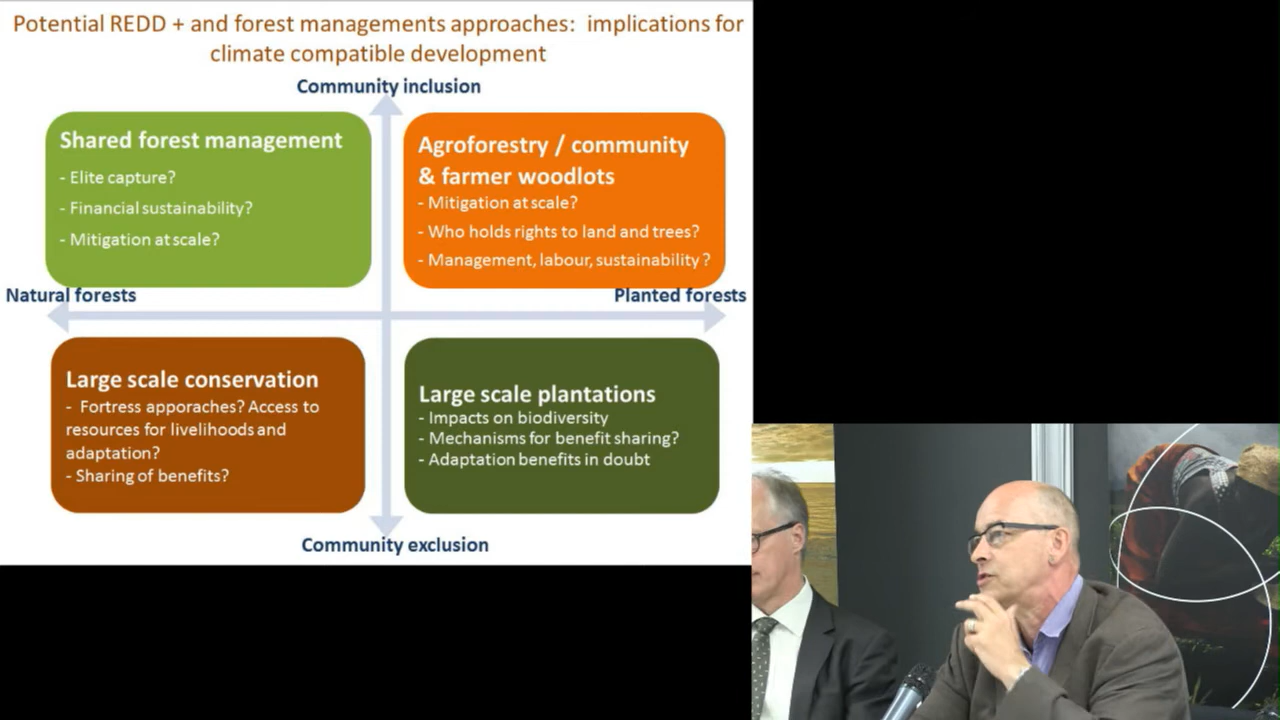 Potential REDD + and forest managements approaches: implications for
climate compatible development
Community inclusion
Shared forest management
- Elite capture?
- Financial sustainability?
- Mitigation at scale?
Agroforestry / community
& farmer woodlots
- Mitigation at scale?
- Who holds rights to land and trees?
- Management, labour, sustainability ?
Natural forests
Planted forests
Large scale conservation
- Fortress apporaches? Access to
resources for livelihoods and
adaptation?
- Sharing of benefits?
Large scale plantations
- Impacts on biodiversity
- Mechanisms for benefit sharing?
- Adaptation benefits in doubt
Community exclusion